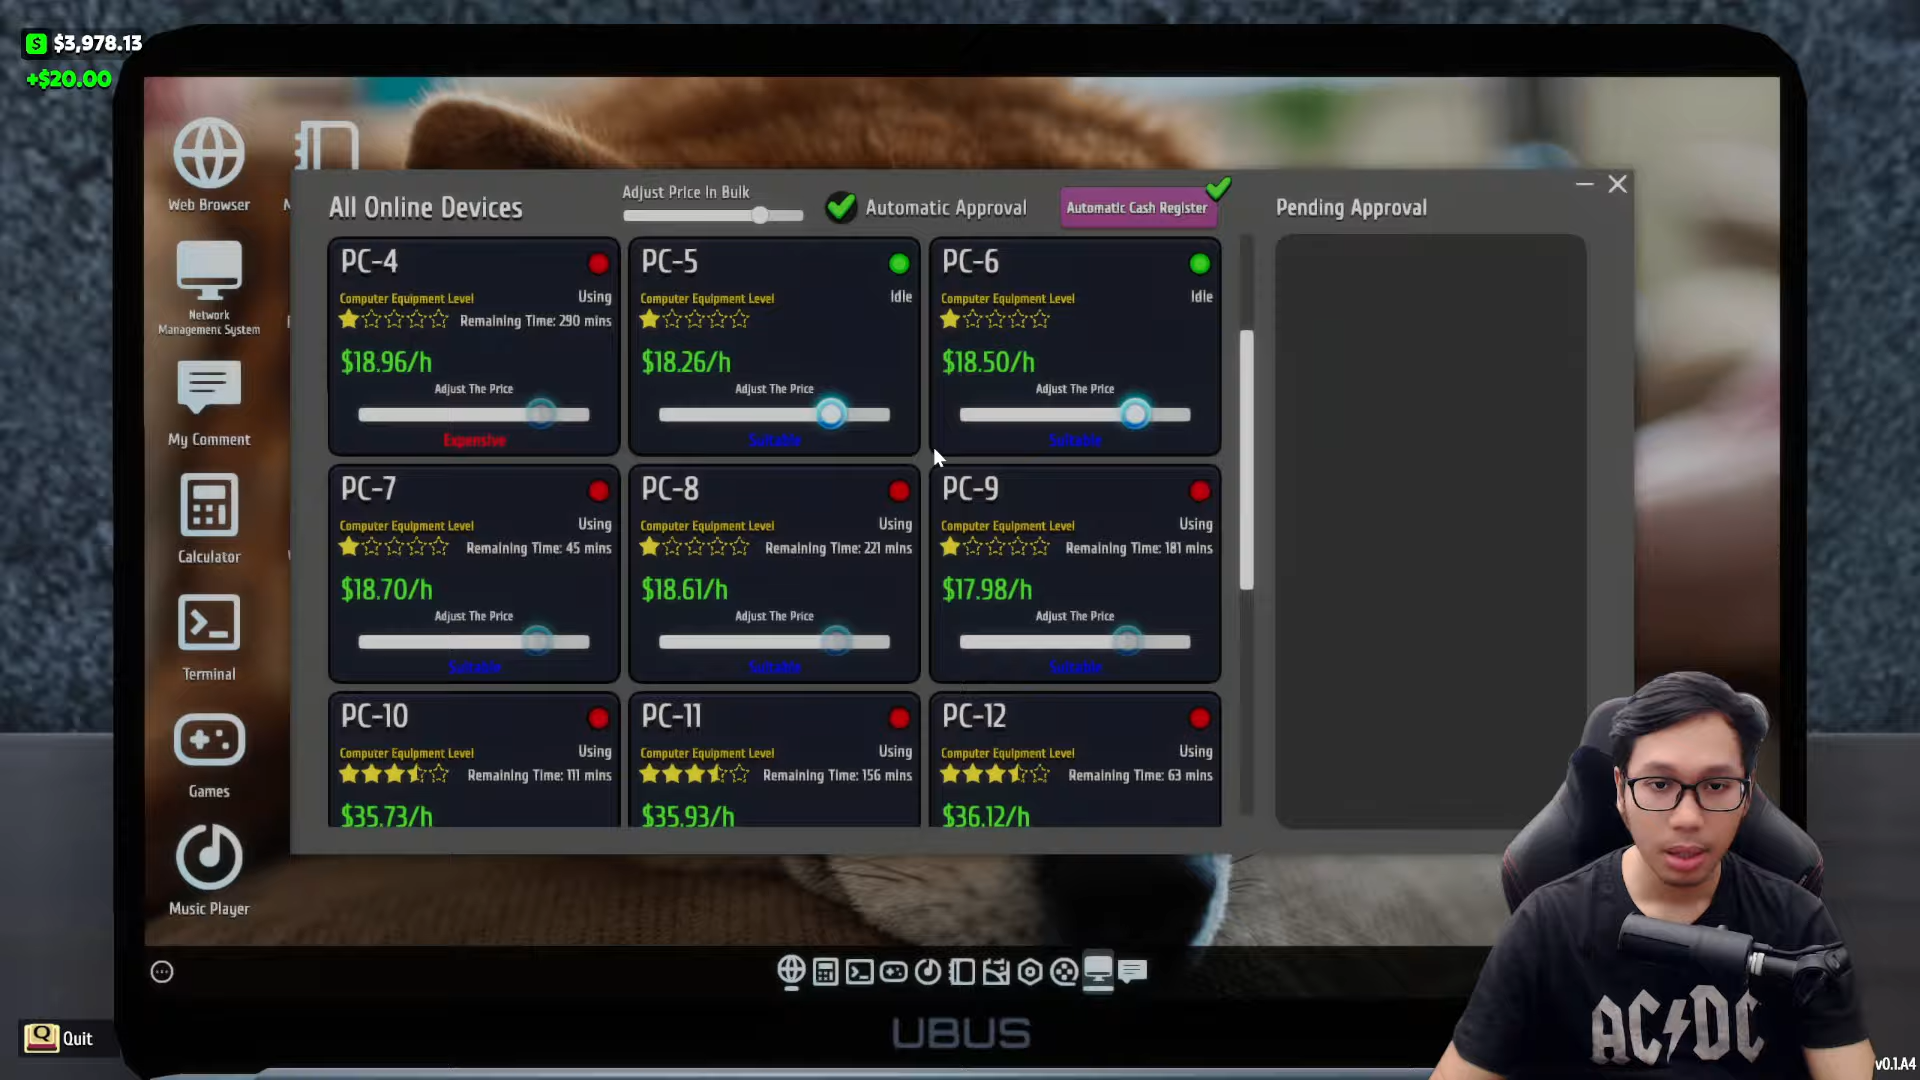 $3,978.13
+$20.00
Web Browser
Network
Management System
My Comment
Calculator
Terminal
Games
Music Player
All Online Devices
Adjust Price In Bulk
Automatic Approval
Automatic Cash Register
Pending Approval
PC-4
Computer Equipment Level
Using
Remaining Time: 290 mins
$18.96/h
Adjust The Price
Expensive
PC-5
Computer Equipment Level
Idle
$18.26/h
Adjust The Price
Suitable
PC-6
Computer Equipment Level
Idle
$18.50/h
Adjust The Price
Suitable
PC-7
Computer Equipment Level
Using
Remaining Time: 45 mins
$18.70/h
Adjust The Price
Suitable
PC-8
Computer Equipment Level
Using
Remaining Time: 221 mins
$18.61/h
Adjust The Price
Suitable
PC-9
Computer Equipment Level
Using
Remaining Time: 181 mins
$17.98/h
Adjust The Price
Suitable
PC-10
Computer Equipment Level
Using
Remaining Time: 111 mins
$35.73/h
PC-11
Computer Equipment Level
Using
Remaining Time: 156 mins
$35.93/h
PC-12
Computer Equipment Level
Using
Remaining Time: 63 mins
$36.12/h
UBUS
Q Quit
AC DC
v0.1.A4